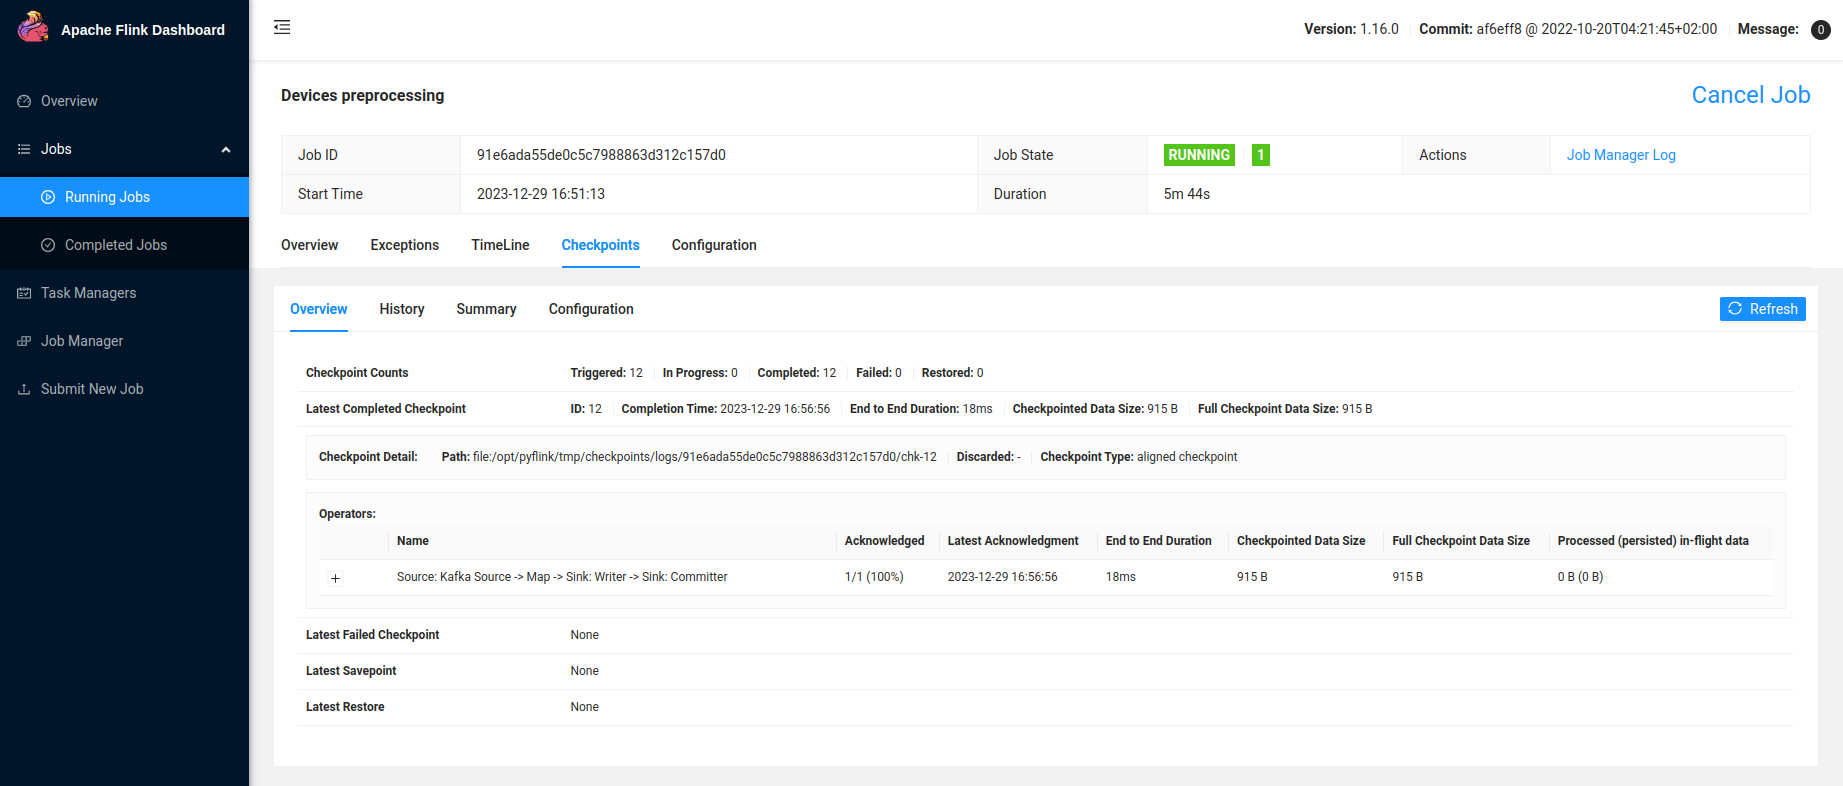 Apache Flink Dashboard
Version: 1.16.0 Commit: af6eff8 @ 2022-10-20T04:21:45+02:00 Message: 0
Overview
Jobs
Running Jobs
Completed Jobs
Task Managers
Job Manager
Submit New Job
Devices preprocessing
Cancel Job
Job ID 91e6ada55de0c5c7988863d312c157d0 Job State RUNNING 1 Actions Job Manager Log
Start Time 2023-12-29 16:51:13 Duration 5m 44s
Overview Exceptions TimeLine Checkpoints Configuration
Overview History Summary Configuration Refresh
Checkpoint Counts Triggered: 12 In Progress: 0 Completed: 12 Failed: 0 Restored: 0
Latest Completed Checkpoint ID: 12 Completion Time: 2023-12-29 16:56:56 End to End Duration: 18ms Checkpointed Data Size: 915 B Full Checkpoint Data Size: 915 B
Checkpoint Detail: Path: file:/opt/pyflink/tmp/checkpoints/logs/91e6ada55de0c5c7988863d312c157d0/chk-12 Discarded: - Checkpoint Type: aligned checkpoint
Operators:
Name Acknowledged Latest Acknowledgment End to End Duration Checkpointed Data Size Full Checkpoint Data Size Processed (persisted) in-flight data
Source: Kafka Source -> Map -> Sink: Writer -> Sink: Committer 1/1 (100%) 2023-12-29 16:56:56 18ms 915 B 915 B 0 B (0 B)
Latest Failed Checkpoint None
Latest Savepoint None
Latest Restore None